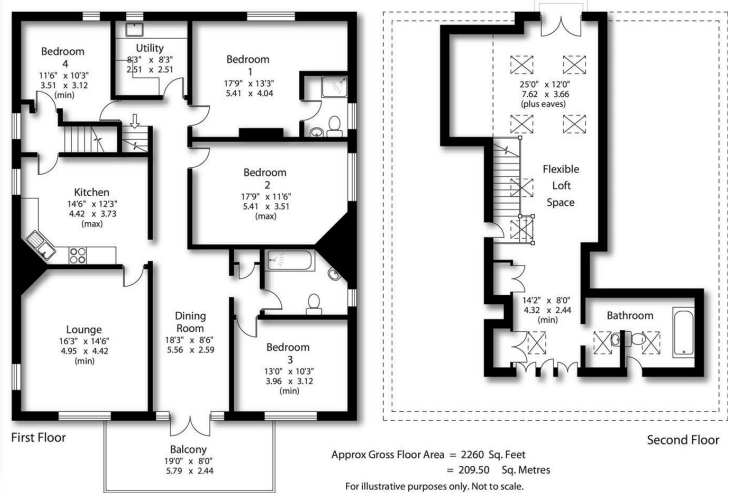 Bedroom
4
11'6" x 10'3"
3.51 x 3.12
(min)
Utility
8'3" x 8'3"
2.51 x 2.51
Bedroom
1
17'9" x 13'3"
5.41 x 4.04
Kitchen
14'6" x 12'3"
4.42 x 3.73
(max)
Bedroom
2
17'9" x 11'6"
5.41 x 3.51
(max)
Lounge
16'3" x 14'6"
4.95 x 4.42
(min)
Dining
Room
18'3" x 8'6"
5.56 x 2.59
Bedroom
3
13'0" x 10'3"
3.96 x 3.12
(min)
First Floor
Balcony
19'0" x 8'0"
5.79 x 2.44
25'0" x 12'0"
7.62 x 3.66
(plus eaves)
Flexible
Loft
Space
14'2" x 8'0"
4.32 x 2.44
(min)
Bathroom
Second Floor
Approx Gross Floor Area = 2260 Sq. Feet
= 209.50 Sq. Metres
For illustrative purposes only. Not to scale.